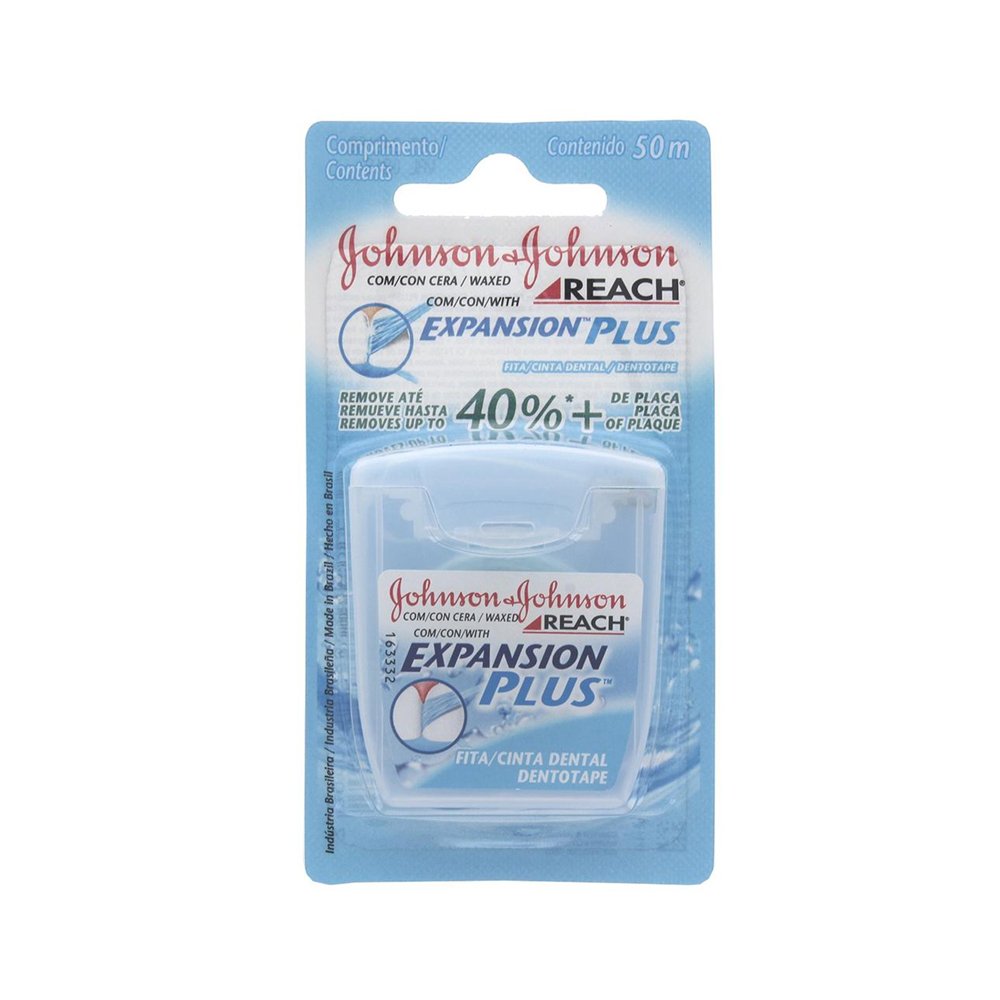 Comprimento/
Contents
Contenido 50m
Johnson & Johnson
COM/CON CERA / WAXED
REACH®
COM/CON/WITH
EXPANSION™ PLUS
FITA/CINTA DENTAL / DENTOTAPE
REMOVE ATÉ
REMUEVE HASTA
REMOVES UP TO
40%*+
DE PLACA
PLACA
OF PLAQUE
Johnson & Johnson
COM/CON CERA / WAXED
REACH®
COM/CON/WITH
EXPANSION
PLUS™
163332
FITA/CINTA DENTAL
DENTOTAPE
Indústria Brasileira / Industria Brasileña / Made in Brazil / Hecho en Brasil